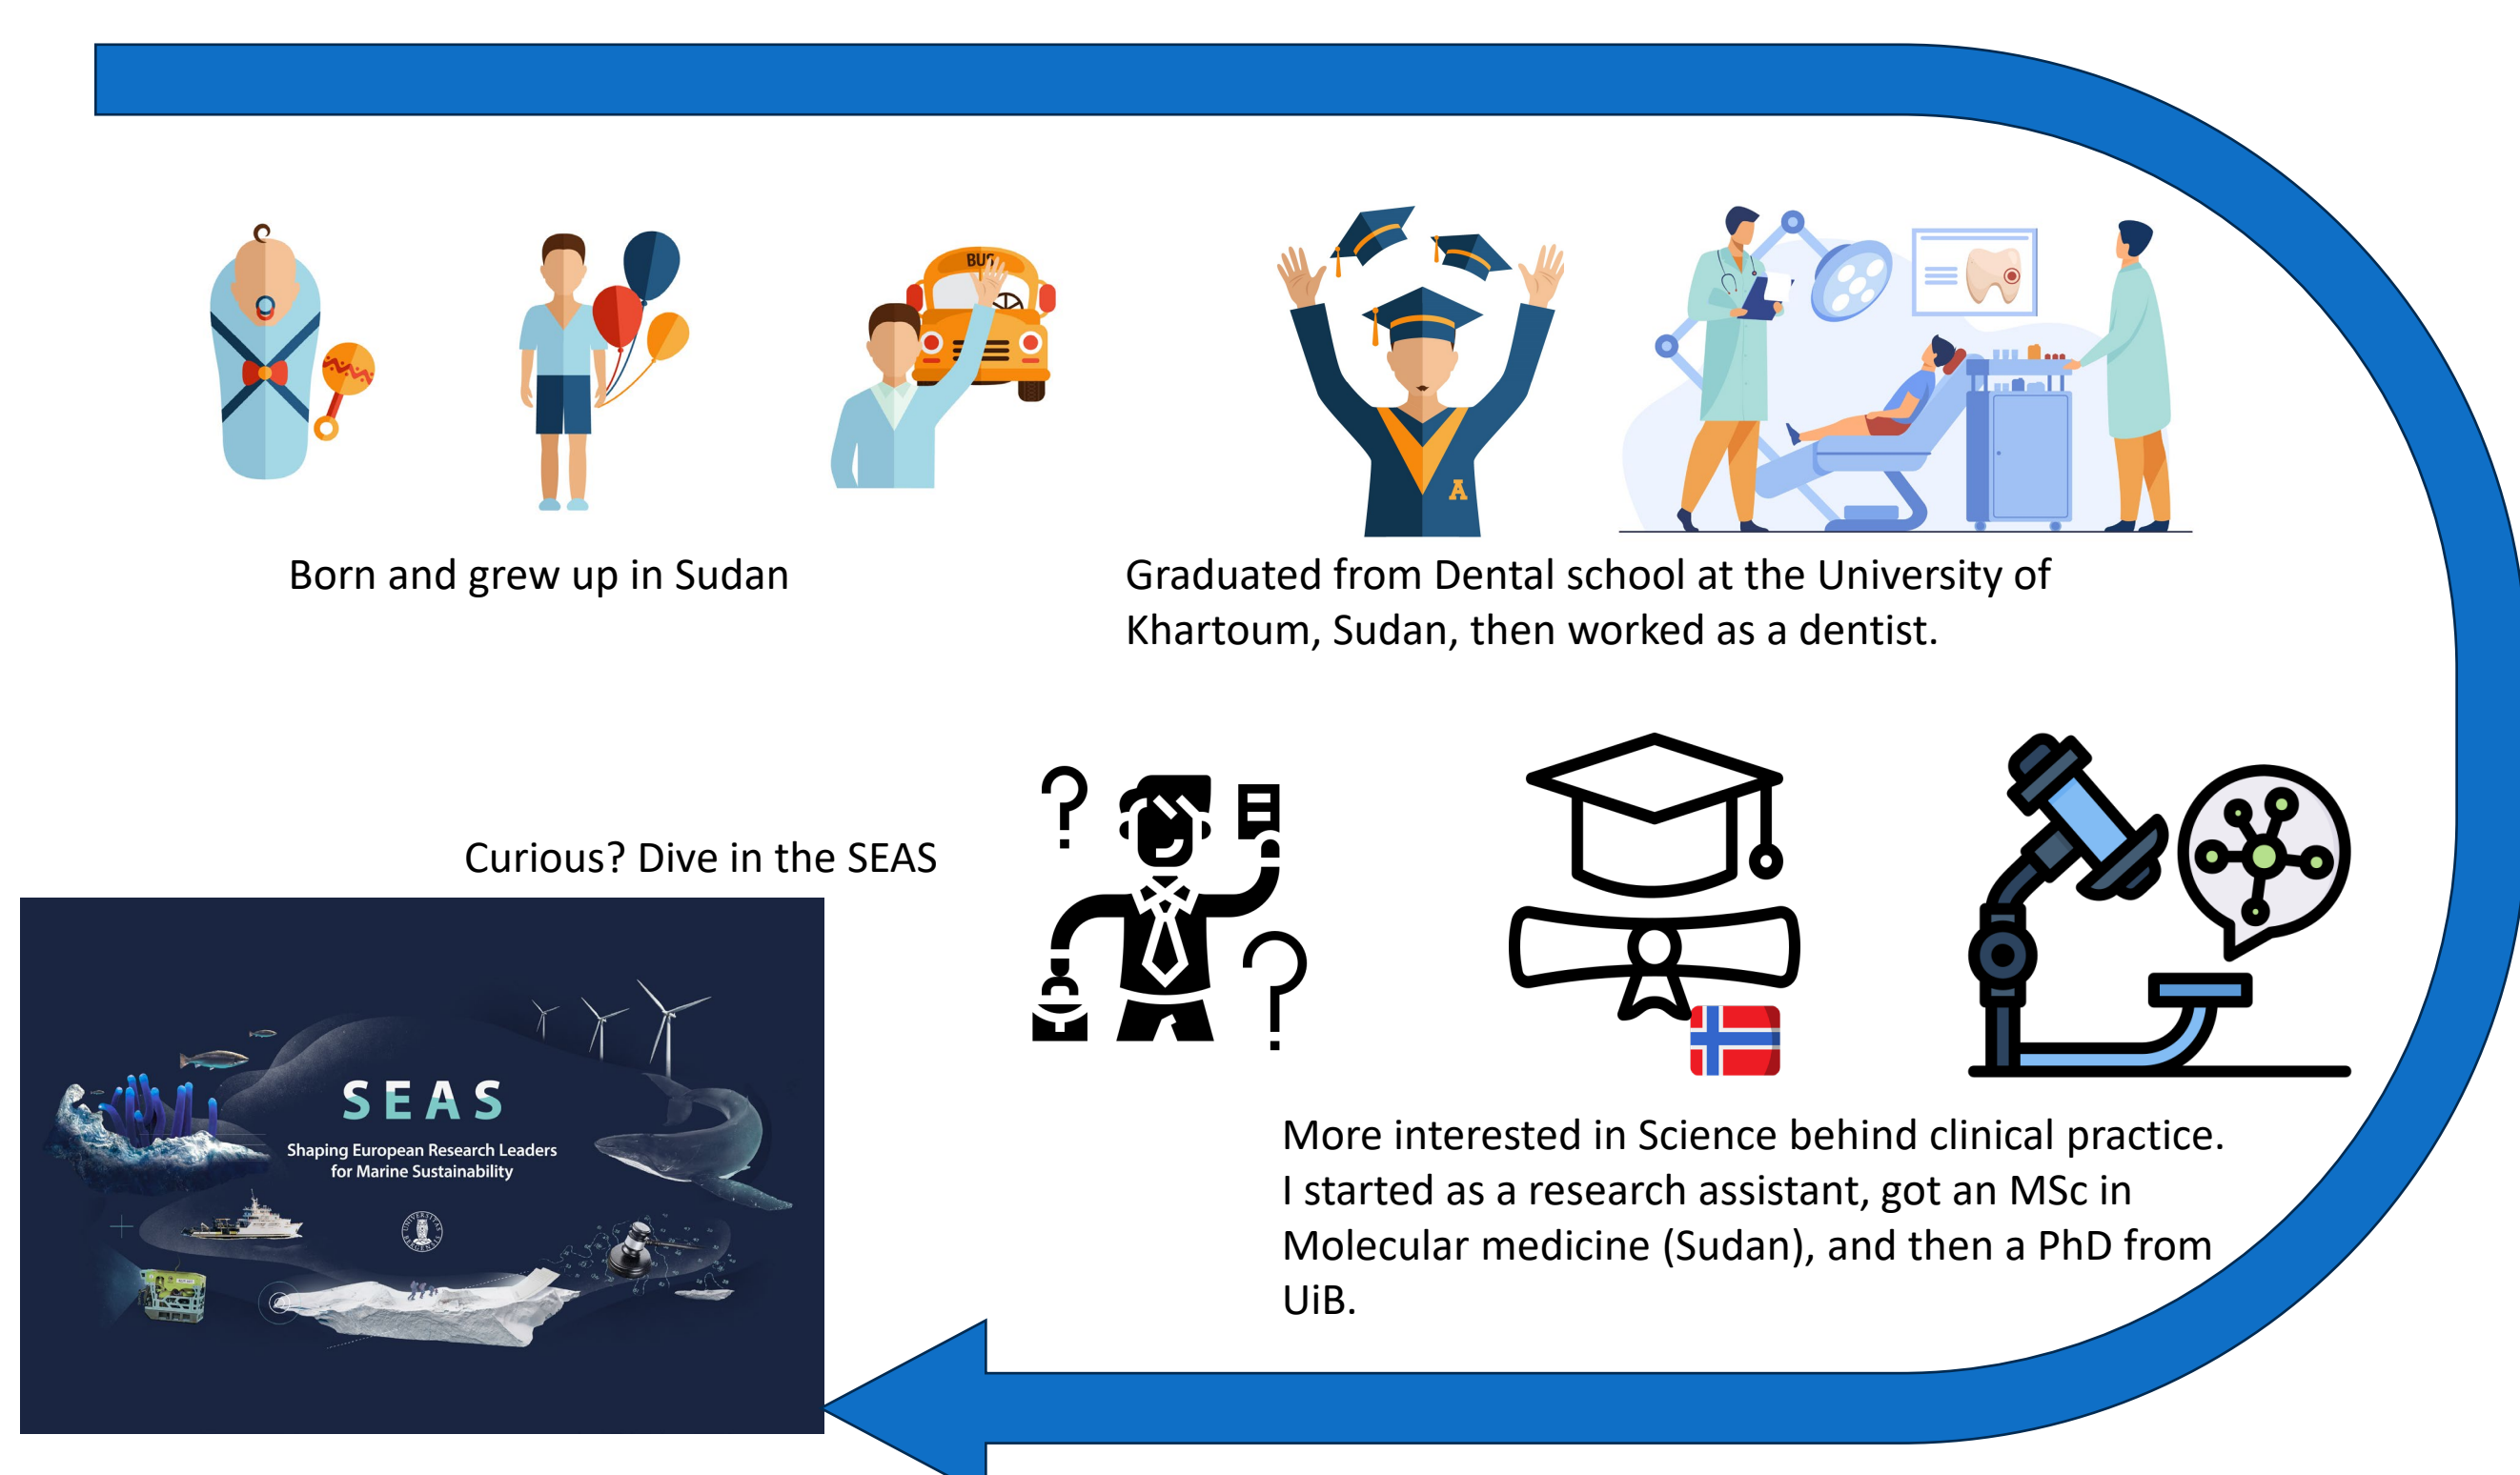 BUS
A
Born and grew up in Sudan
Graduated from Dental school at the University of
Khartoum, Sudan, then worked as a dentist.
More interested in Science behind clinical practice.
I started as a research assistant, got an MSc in
Molecular medicine (Sudan), and then a PhD from
UiB.
Curious? Dive in the SEAS
SEAS
Shaping European Research Leaders
for Marine Sustainability